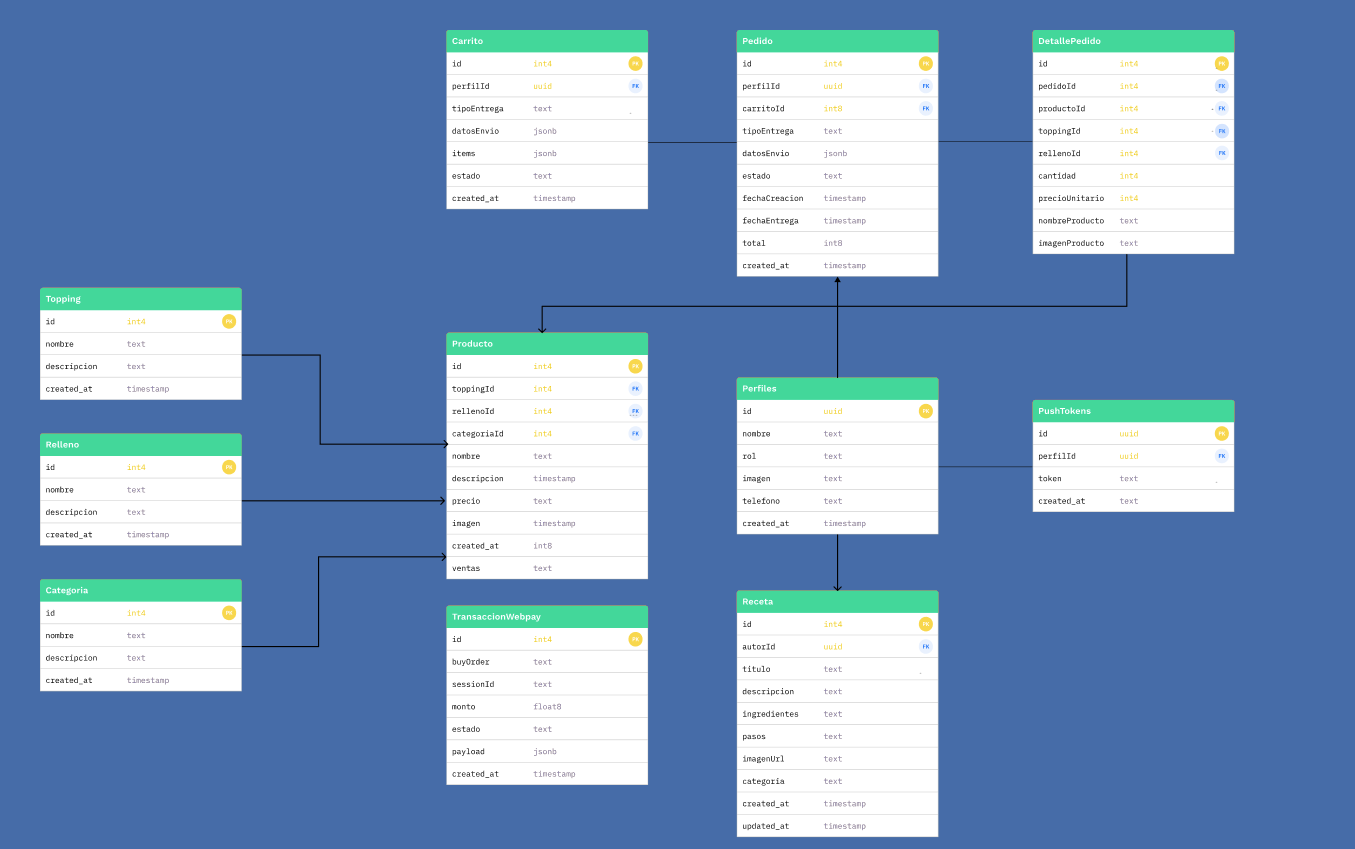 Carrito
id int4 PK
perfilId uuid FK
tipoEntrega text
datosEnvio jsonb
items jsonb
estado text
created_at timestamp
Pedido
id int4 PK
perfilId uuid FK
carritoId int8 FK
tipoEntrega text
datosEnvio jsonb
estado text
fechaCreacion timestamp
fechaEntrega timestamp
total int8
created_at timestamp
DetallePedido
id int4 PK
pedidoId int4 FK
productoId int4 FK
toppingId int4 FK
rellenoId int4 FK
cantidad int4
precioUnitario int4
nombreProducto text
imagenProducto text
Topping
id int4 PK
nombre text
descripcion text
created_at timestamp
Relleno
id int4 PK
nombre text
descripcion text
created_at timestamp
Categoria
id int4 PK
nombre text
descripcion text
created_at timestamp
Producto
id int4 PK
toppingId int4 FK
rellenoId int4 FK
categoriaId int4 FK
nombre text
descripcion timestamp
precio text
imagen timestamp
created_at int8
ventas text
TransaccionWebpay
id int4 PK
buyOrder text
sessionId text
monto float8
estado text
payload jsonb
created_at timestamp
Perfiles
id uuid PK
nombre text
rol text
imagen text
telefono text
created_at timestamp
PushTokens
id uuid PK
perfilId uuid FK
token text
created_at text
Receta
id int4 PK
autorId uuid FK
titulo text
descripcion text
ingredientes text
pasos text
imagenUrl text
categoría text
created_at timestamp
updated_at timestamp